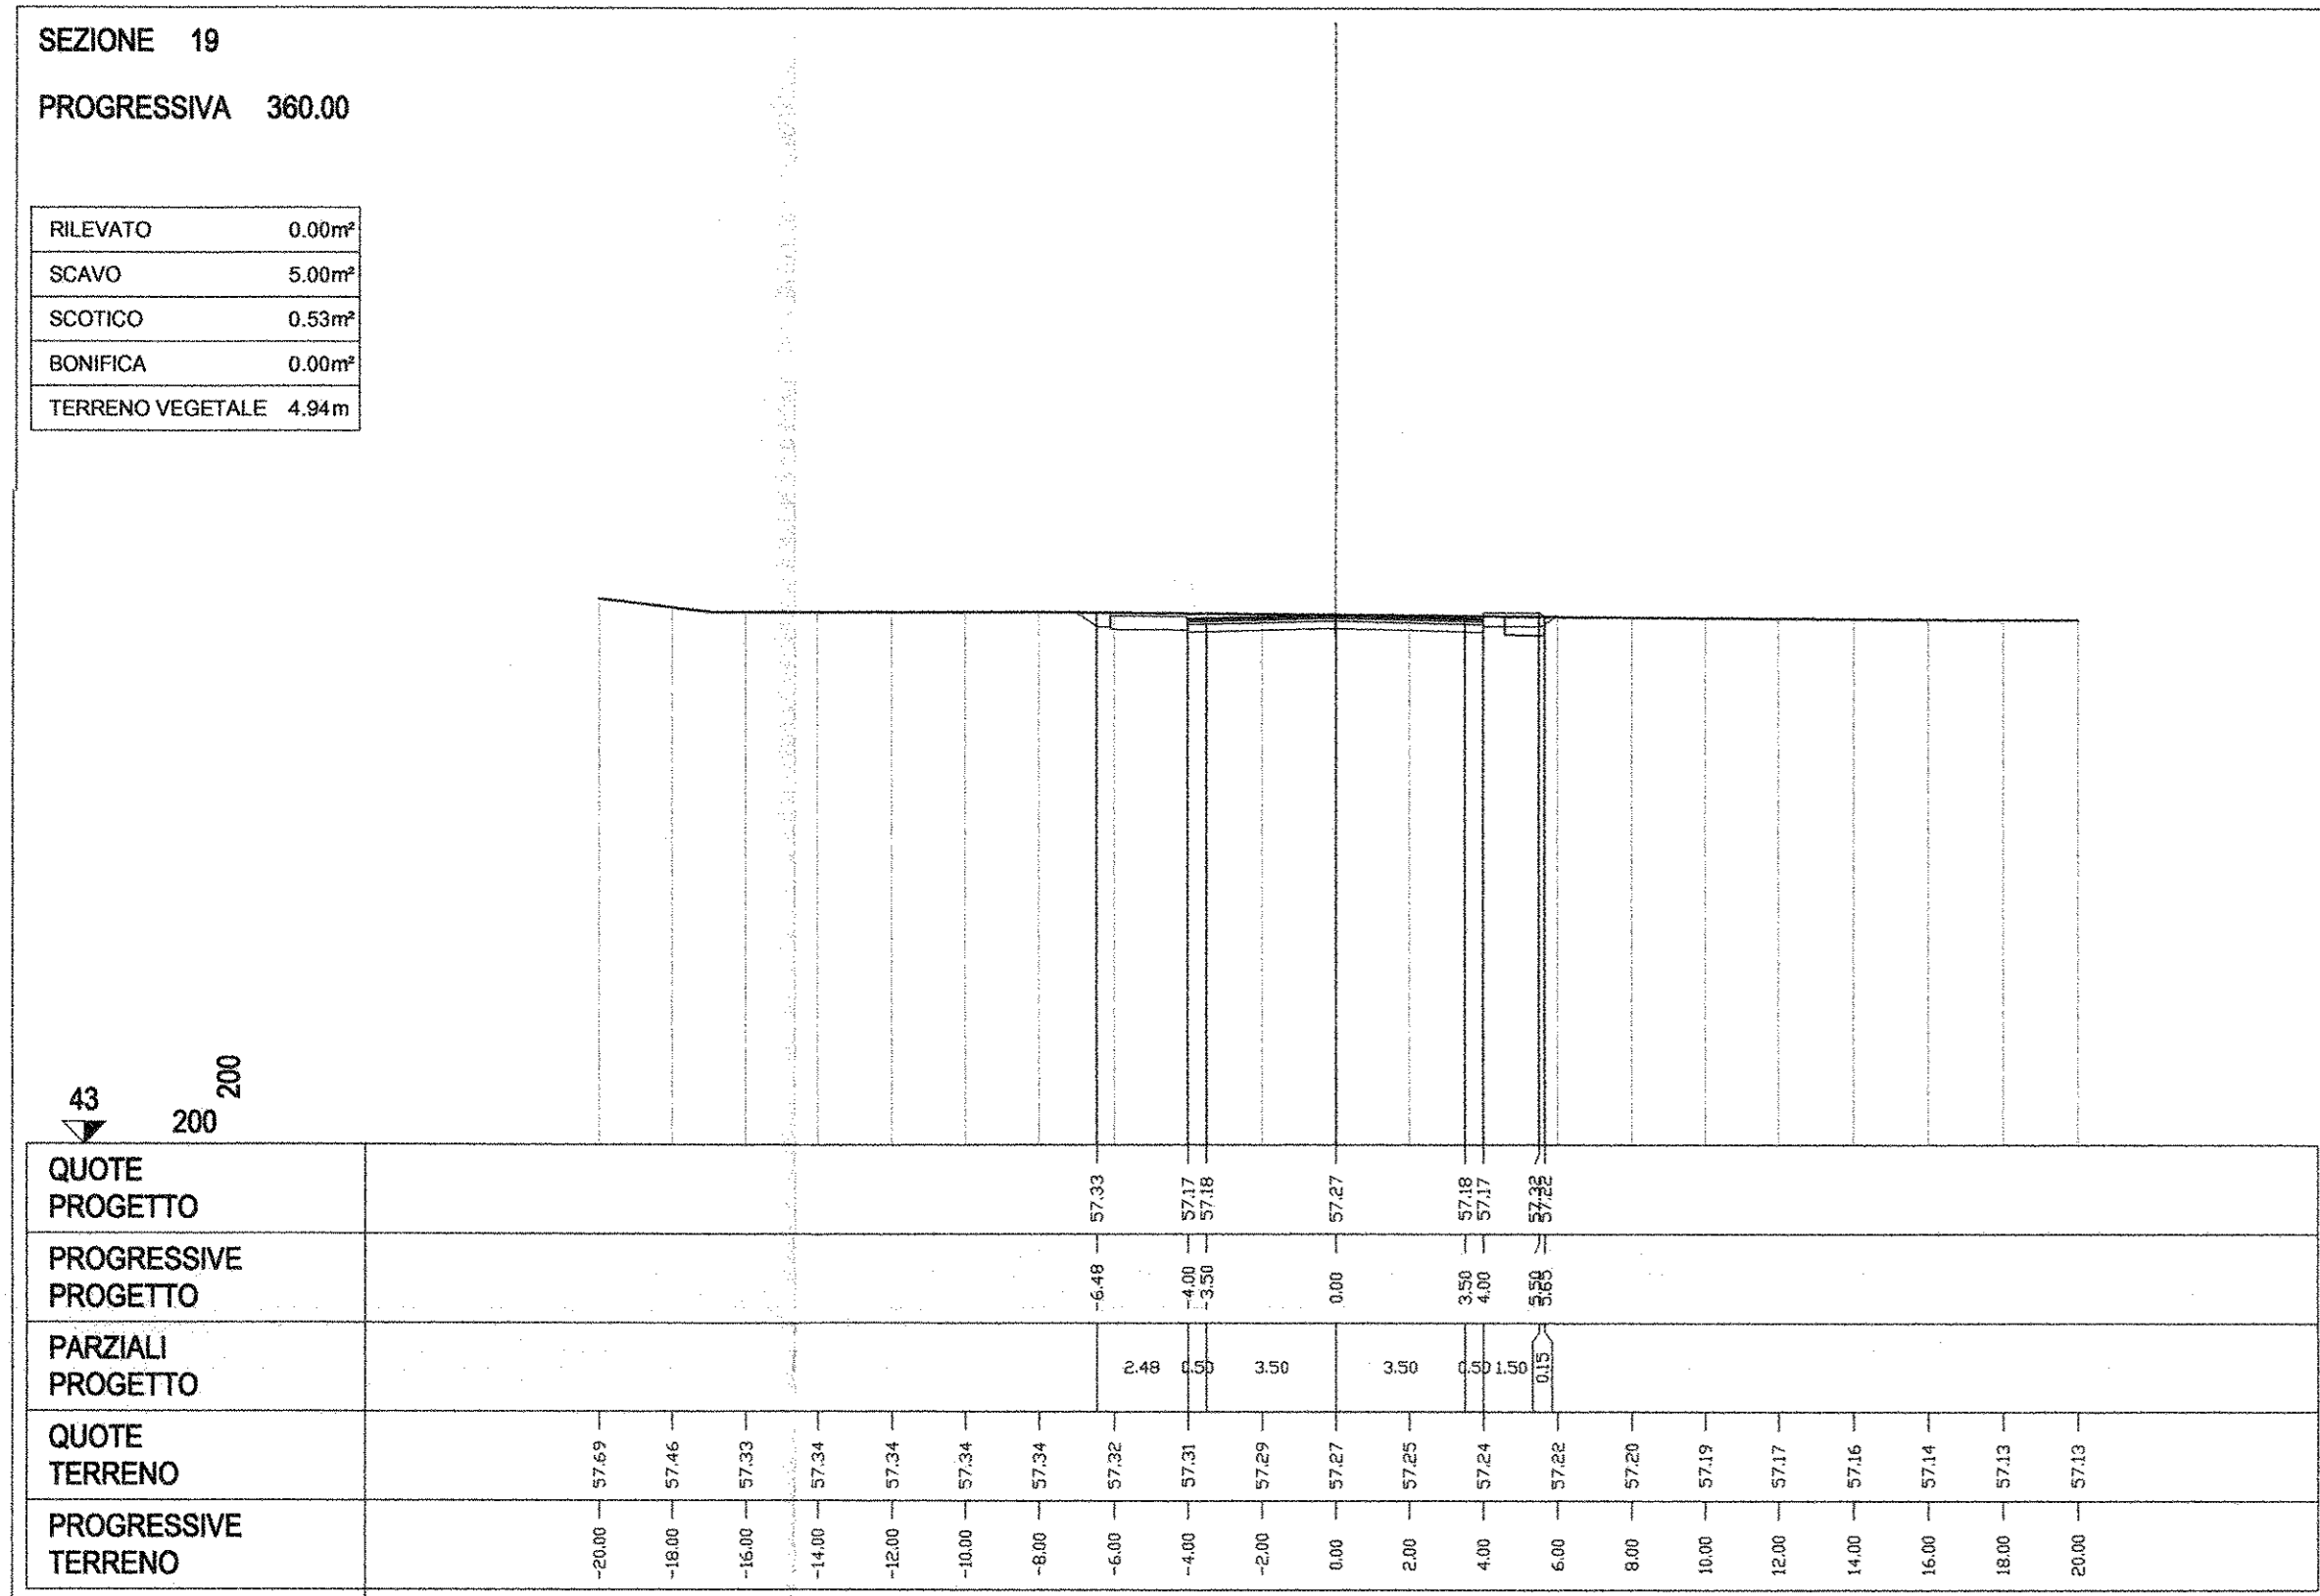 SEZIONE 19
PROGRESSIVA 360.00
RILEVATO 0.00m²
SCAVO 5.00m²
SCOTICO 0.53m²
BONIFICA 0.00m²
TERRENO VEGETALE 4.94m
43
200
200
QUOTE
PROGETTO
57.33 57.17 57.18 57.27 57.18 57.17 57.32 57.22
PROGRESSIVE
PROGETTO
-6.48 -4.00 -3.50 0.00 3.50 4.00 5.50 5.65
PARZIALI
PROGETTO
2.48 0.50 3.50 3.50 0.50 1.50 0.15
QUOTE
TERRENO
57.69 57.46 57.33 57.34 57.34 57.34 57.34 57.32 57.31 57.29 57.27 57.25 57.24 57.22 57.20 57.19 57.17 57.16 57.14 57.13 57.13
PROGRESSIVE
TERRENO
-20.00 -18.00 -16.00 -14.00 -12.00 -10.00 -8.00 -6.00 -4.00 -2.00 0.00 2.00 4.00 6.00 8.00 10.00 12.00 14.00 16.00 18.00 20.00